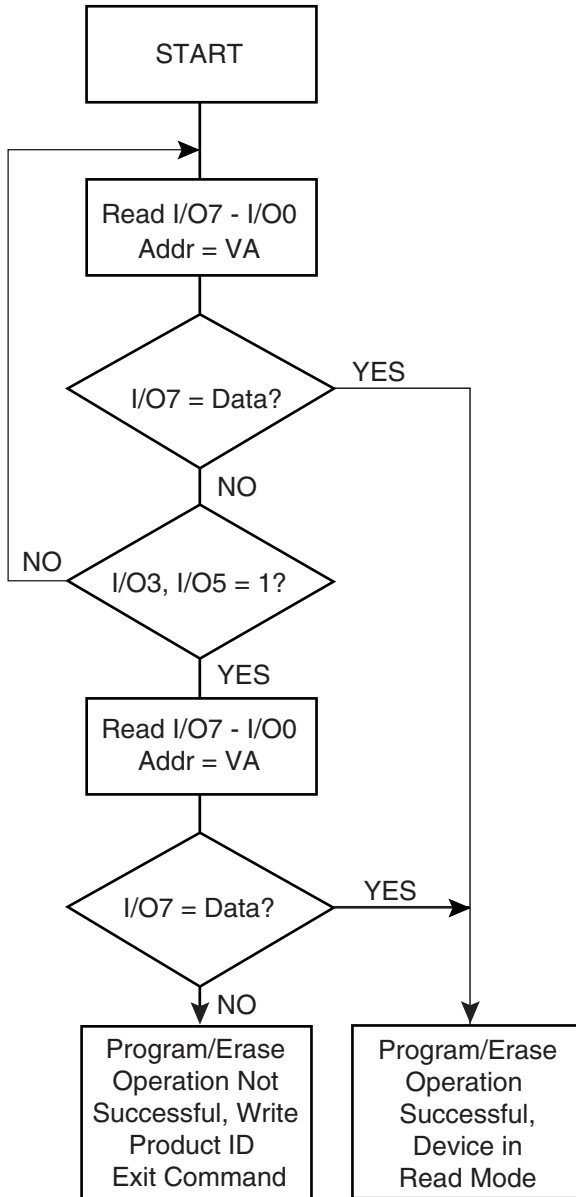 START
Read I/O7 - I/O0
Addr = VA
I/O7 = Data?
YES
NO
NO
I/O3, I/O5 = 1?
YES
Read I/O7 - I/O0
Addr = VA
I/O7 = Data?
YES
NO
Program/Erase
Operation Not
Successful, Write
Product ID
Exit Command
Program/Erase
Operation
Successful,
Device in
Read Mode